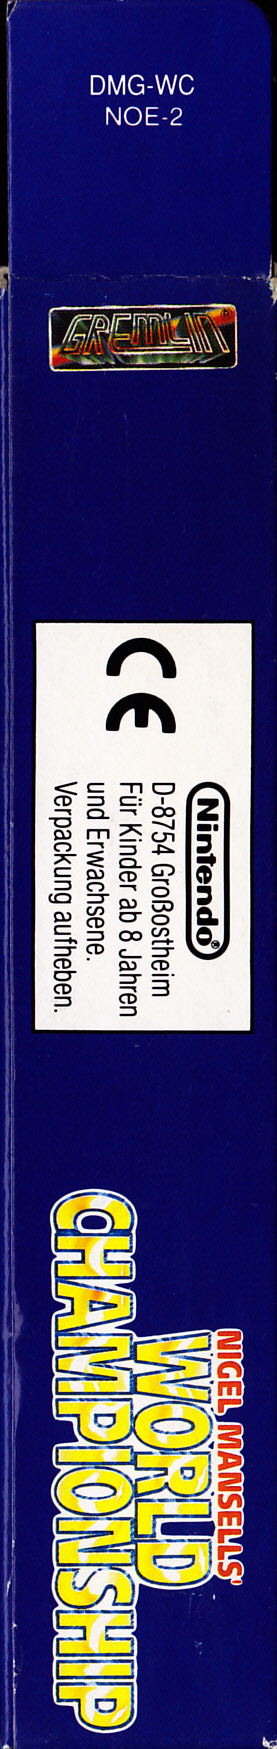 DMG-WC
NOE-2
GREMLIN®
CE
Nintendo®
D-8754 Großostheim
Für Kinder ab 8 Jahren
und Erwachsene.
Verpackung aufheben.
NIGEL MANSELLS'
WORLD
CHAMPIONSHIP